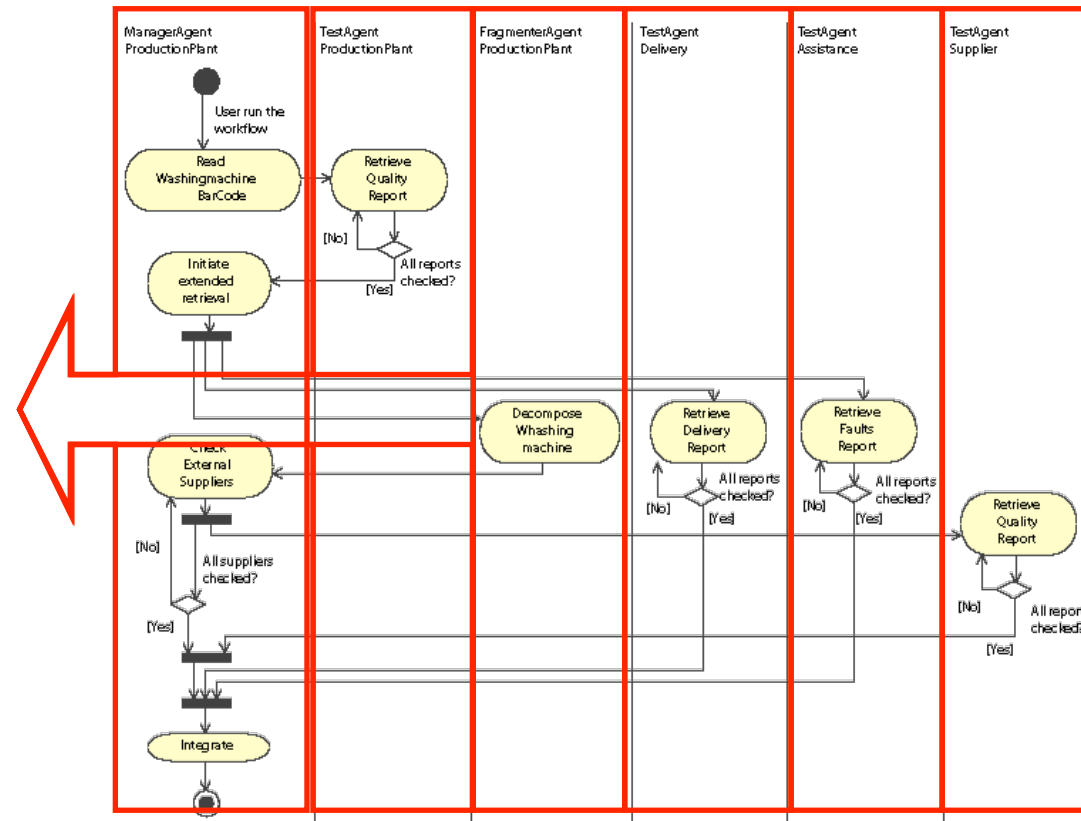 ManagerAgent
ProductionPlant
TestAgent
ProductionPlant
FragmenterAgent
ProductionPlant
TestAgent
Delivery
TestAgent
Assistance
TestAgent
Supplier
User run the
workflow
Read
Washingmachine
BarCode
Retrieve
Quality
Report
[No]
All reports
checked?
[Yes]
Initiate
extended
retrieval
Decompose
Whashing
machine
Retrieve
Delivery
Report
Retrieve
Faults
Report
Check
External
Suppliers
All reports
checked?
[No]
[Yes]
All reports
checked?
[No]
[Yes]
Retrieve
Quality
Report
[No]
All suppliers
checked?
[Yes]
[No]
All report
checked?
[Yes]
Integrate